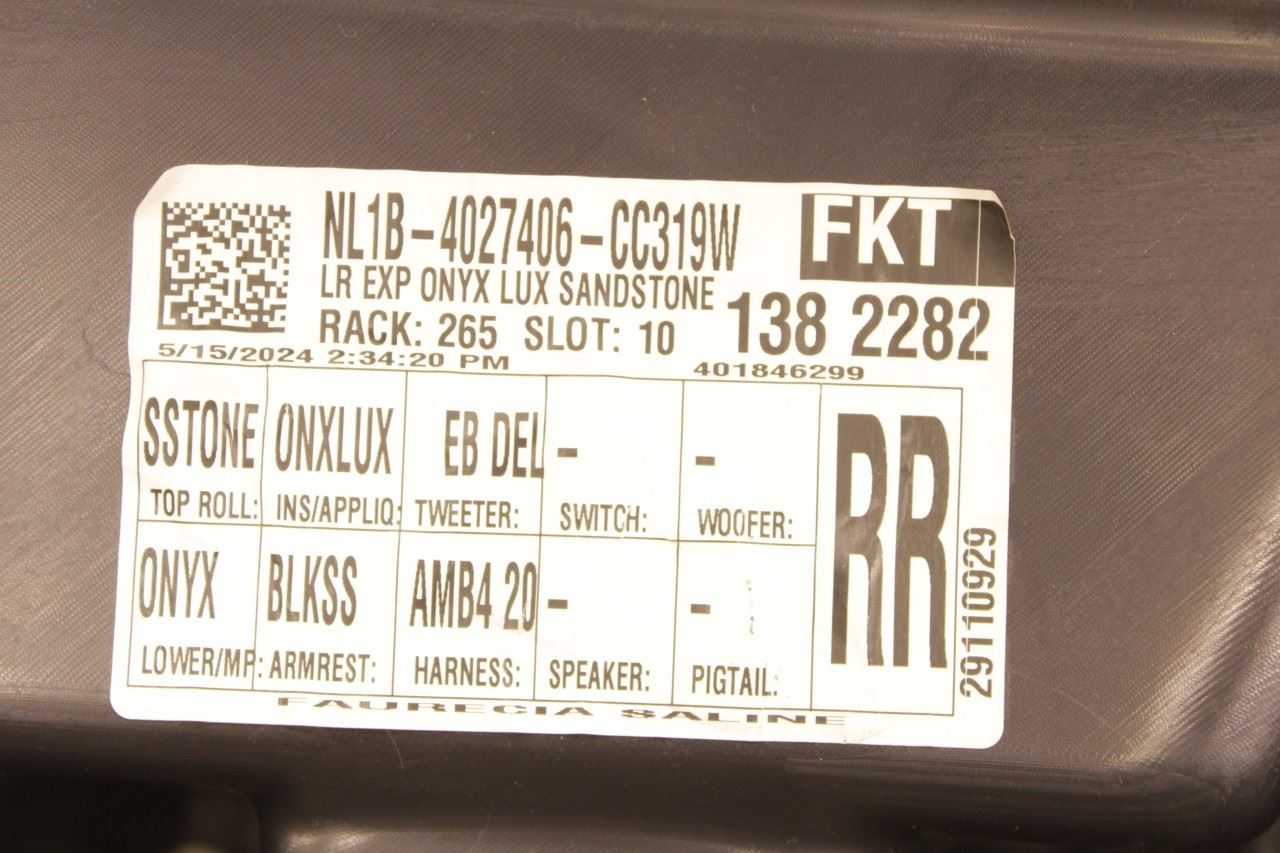 NL1B-4027406-CC319W
FKT
LR EXP ONYX LUX SANDSTONE
RACK: 265 SLOT: 10
138 2282
5/15/2024 2:34:20 PM
401846299
SSTONE ONXLUX EB DEL - -
TOP ROLL: INS/APPLIQ: TWEETER: SWITCH: WOOFER:
RR
ONYX BLKSS AMB4 20 - -
LOWER/MP: ARMREST: HARNESS: SPEAKER: PIGTAIL:
29110929
FAURECIA SALINE